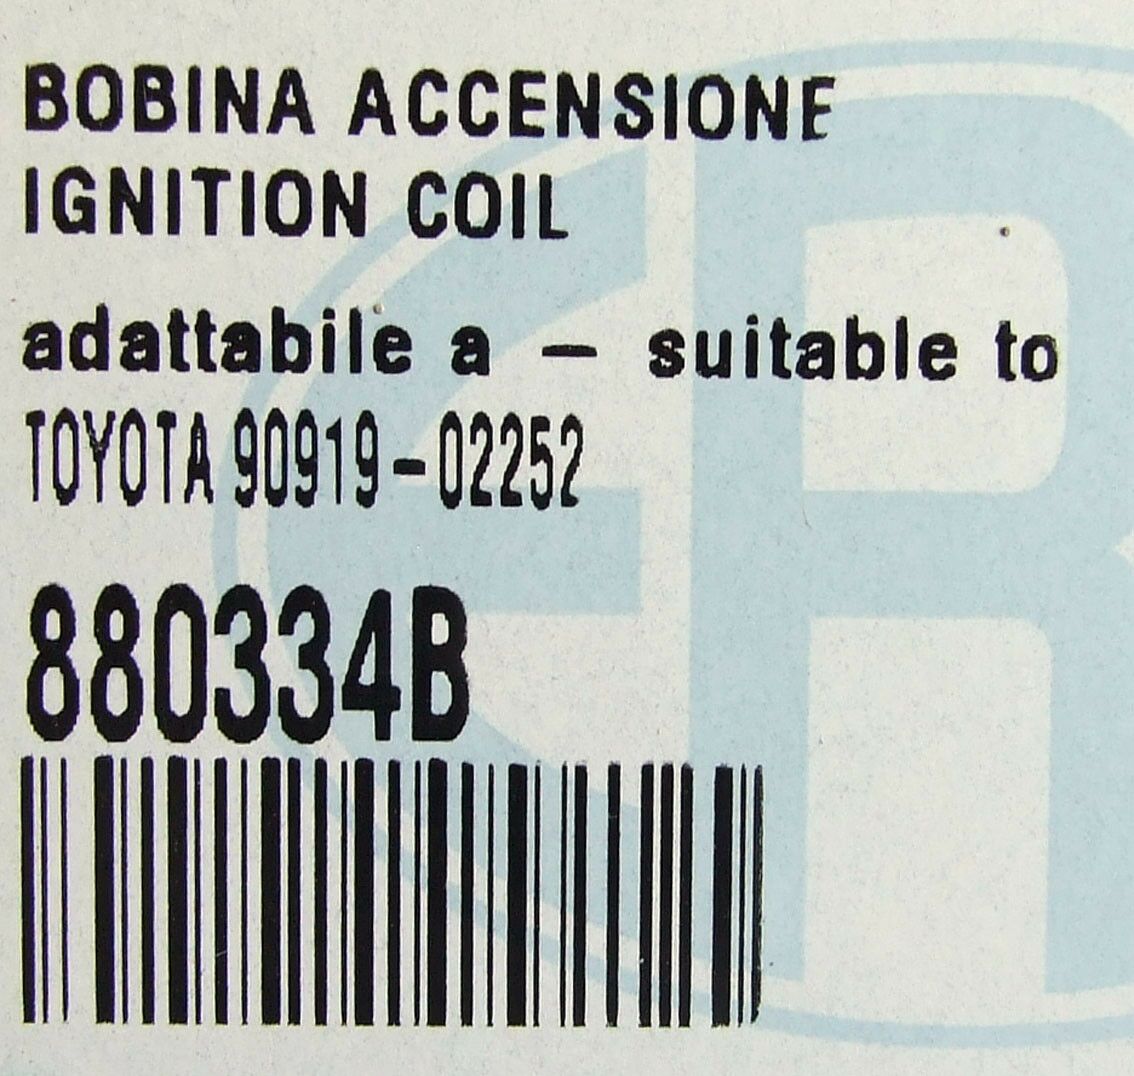 BOBINA ACCENSIONE
IGNITION COIL
adattabile a – suitable to
TOYOTA 90919-02252
880334B